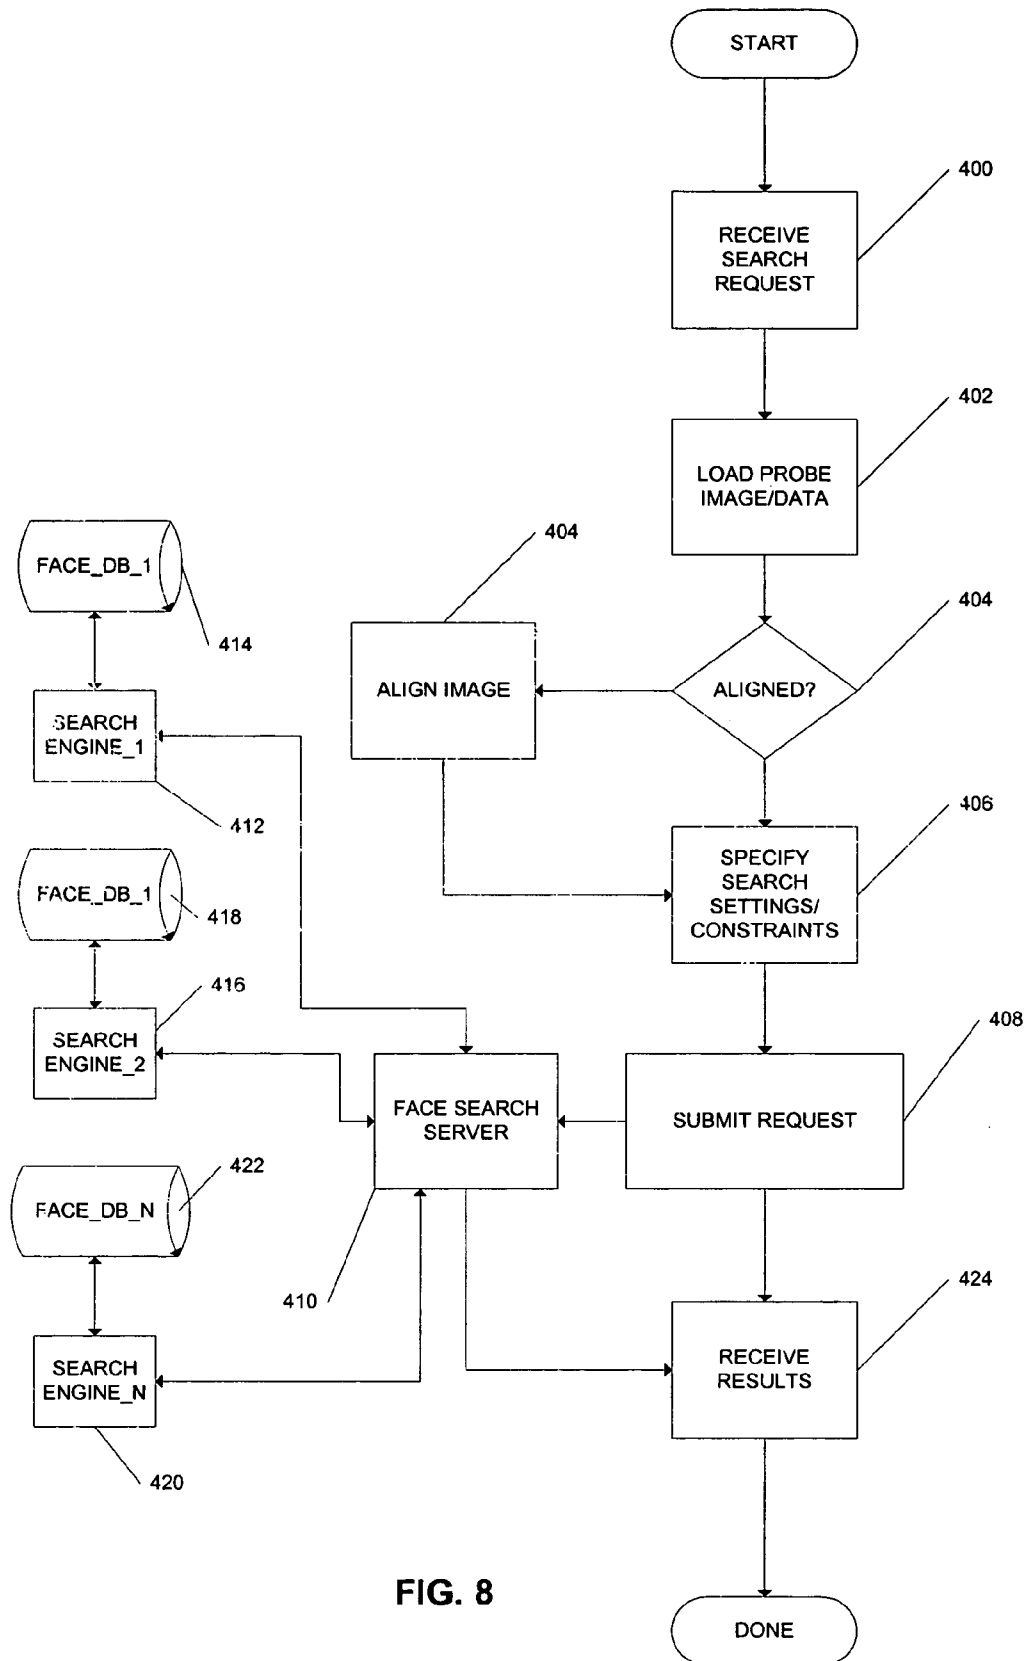 START
400
RECEIVE
SEARCH
REQUEST
402
LOAD PROBE
IMAGE/DATA
404
404
FACE_DB_1
414
ALIGN IMAGE
ALIGNED?
SEARCH
ENGINE_1
412
406
SPECIFY
SEARCH
SETTINGS/
CONSTRAINTS
FACE_DB_1
418
416
408
SEARCH
ENGINE_2
FACE SEARCH
SERVER
SUBMIT REQUEST
422
FACE_DB_N
410
424
SEARCH
ENGINE_N
RECEIVE
RESULTS
420
FIG. 8
DONE